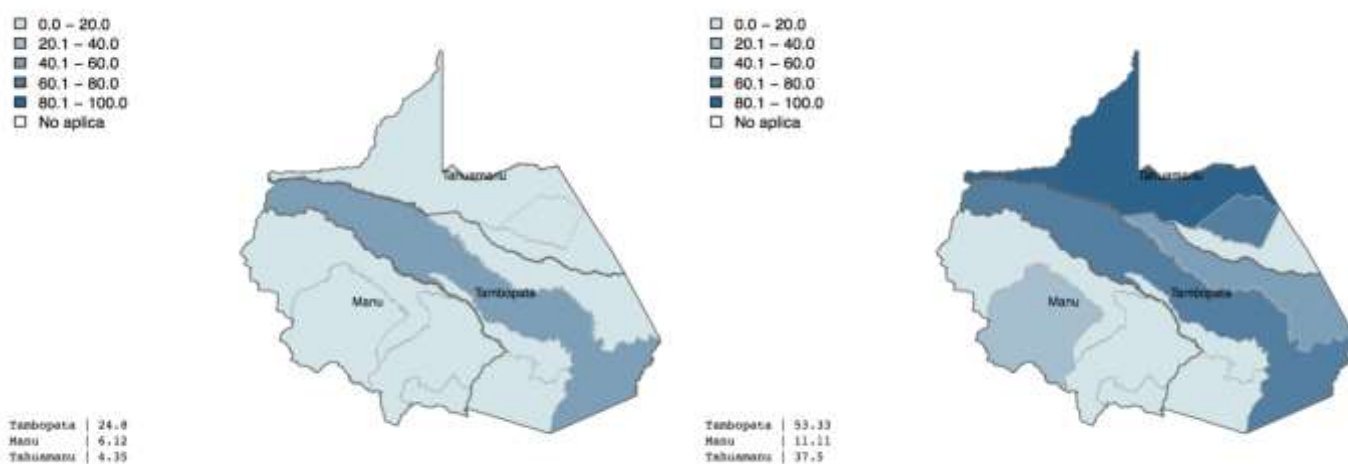 0.0 – 20.0
20.1 – 40.0
40.1 – 60.0
60.1 – 80.0
80.1 – 100.0
No aplica
Tahuamanu
Tambopata
Manu
Tambopata | 24.8
Manu | 6.12
Tahuamanu | 4.35
0.0 – 20.0
20.1 – 40.0
40.1 – 60.0
60.1 – 80.0
80.1 – 100.0
No aplica
Tahuamanu
Tambopata
Manu
Tambopata | 53.33
Manu | 11.11
Tahuamanu | 37.5